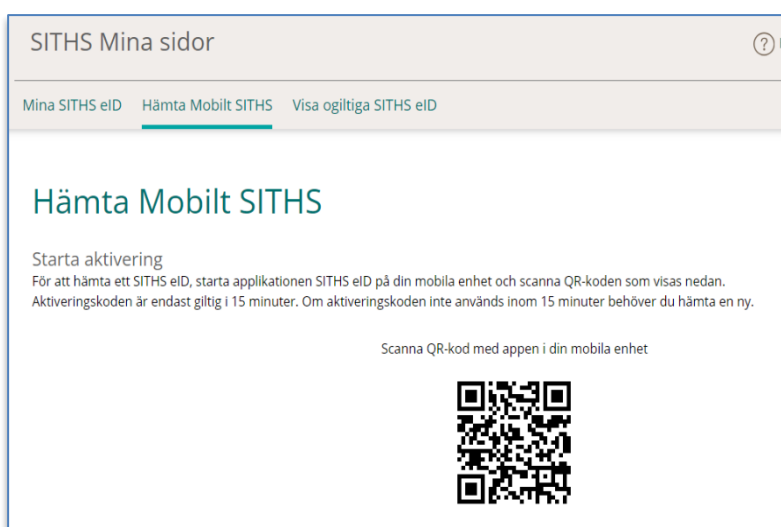 SITHS Mina sidor
Mina SITHS eID Hämta Mobilt SITHS Visa ogiltiga SITHS eID
Hämta Mobilt SITHS
Starta aktivering
För att hämta ett SITHS eID, starta applikationen SITHS eID på din mobila enhet och scanna QR-koden som visas nedan.
Aktiveringskoden är endast giltig i 15 minuter. Om aktiveringskoden inte används inom 15 minuter behöver du hämta en ny.
Scanna QR-kod med appen i din mobila enhet